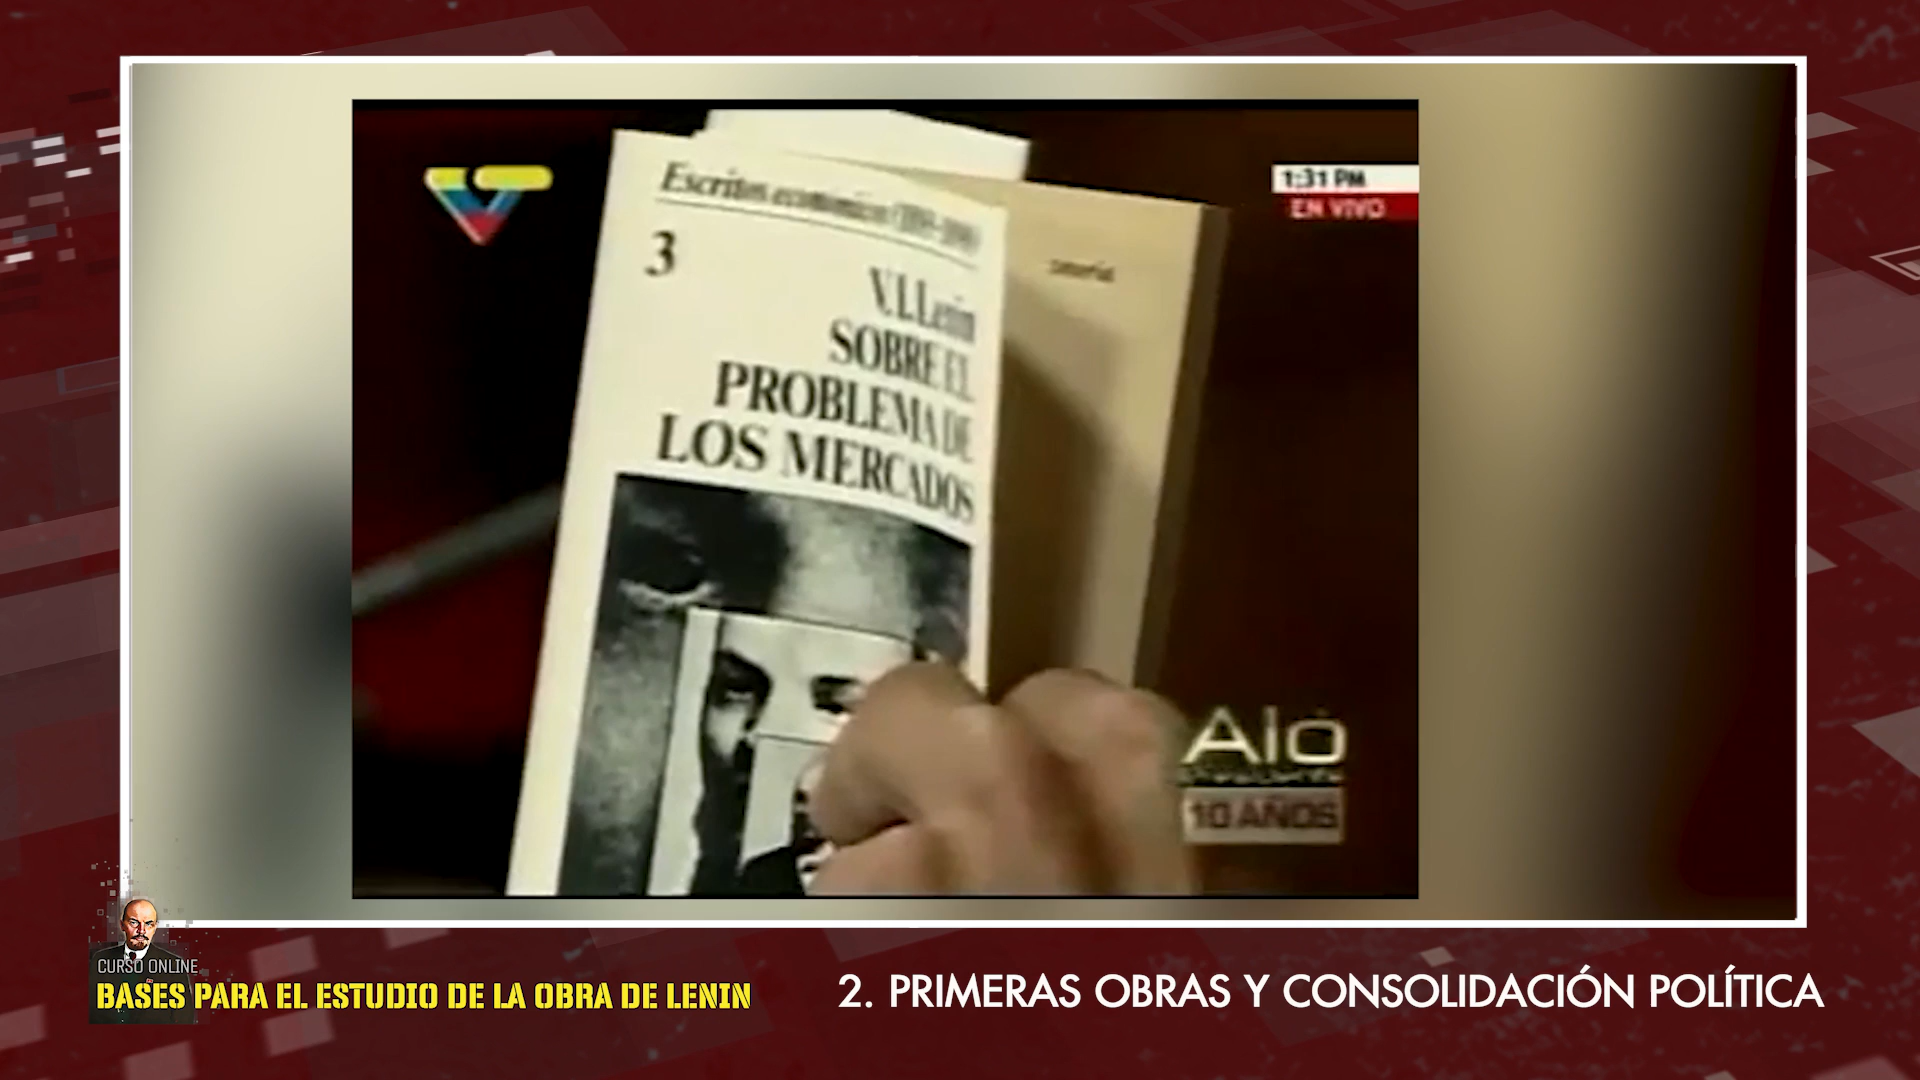 Escritos económicos
3
V.I.Lenin
SOBRE EL
PROBLEMA DE
LOS MERCADOS
1:31 PM
EN VIVO
Aló
10 AÑOS
CURSO ONLINE
BASES PARA EL ESTUDIO DE LA OBRA DE LENIN
2. PRIMERAS OBRAS Y CONSOLIDACIÓN POLÍTICA